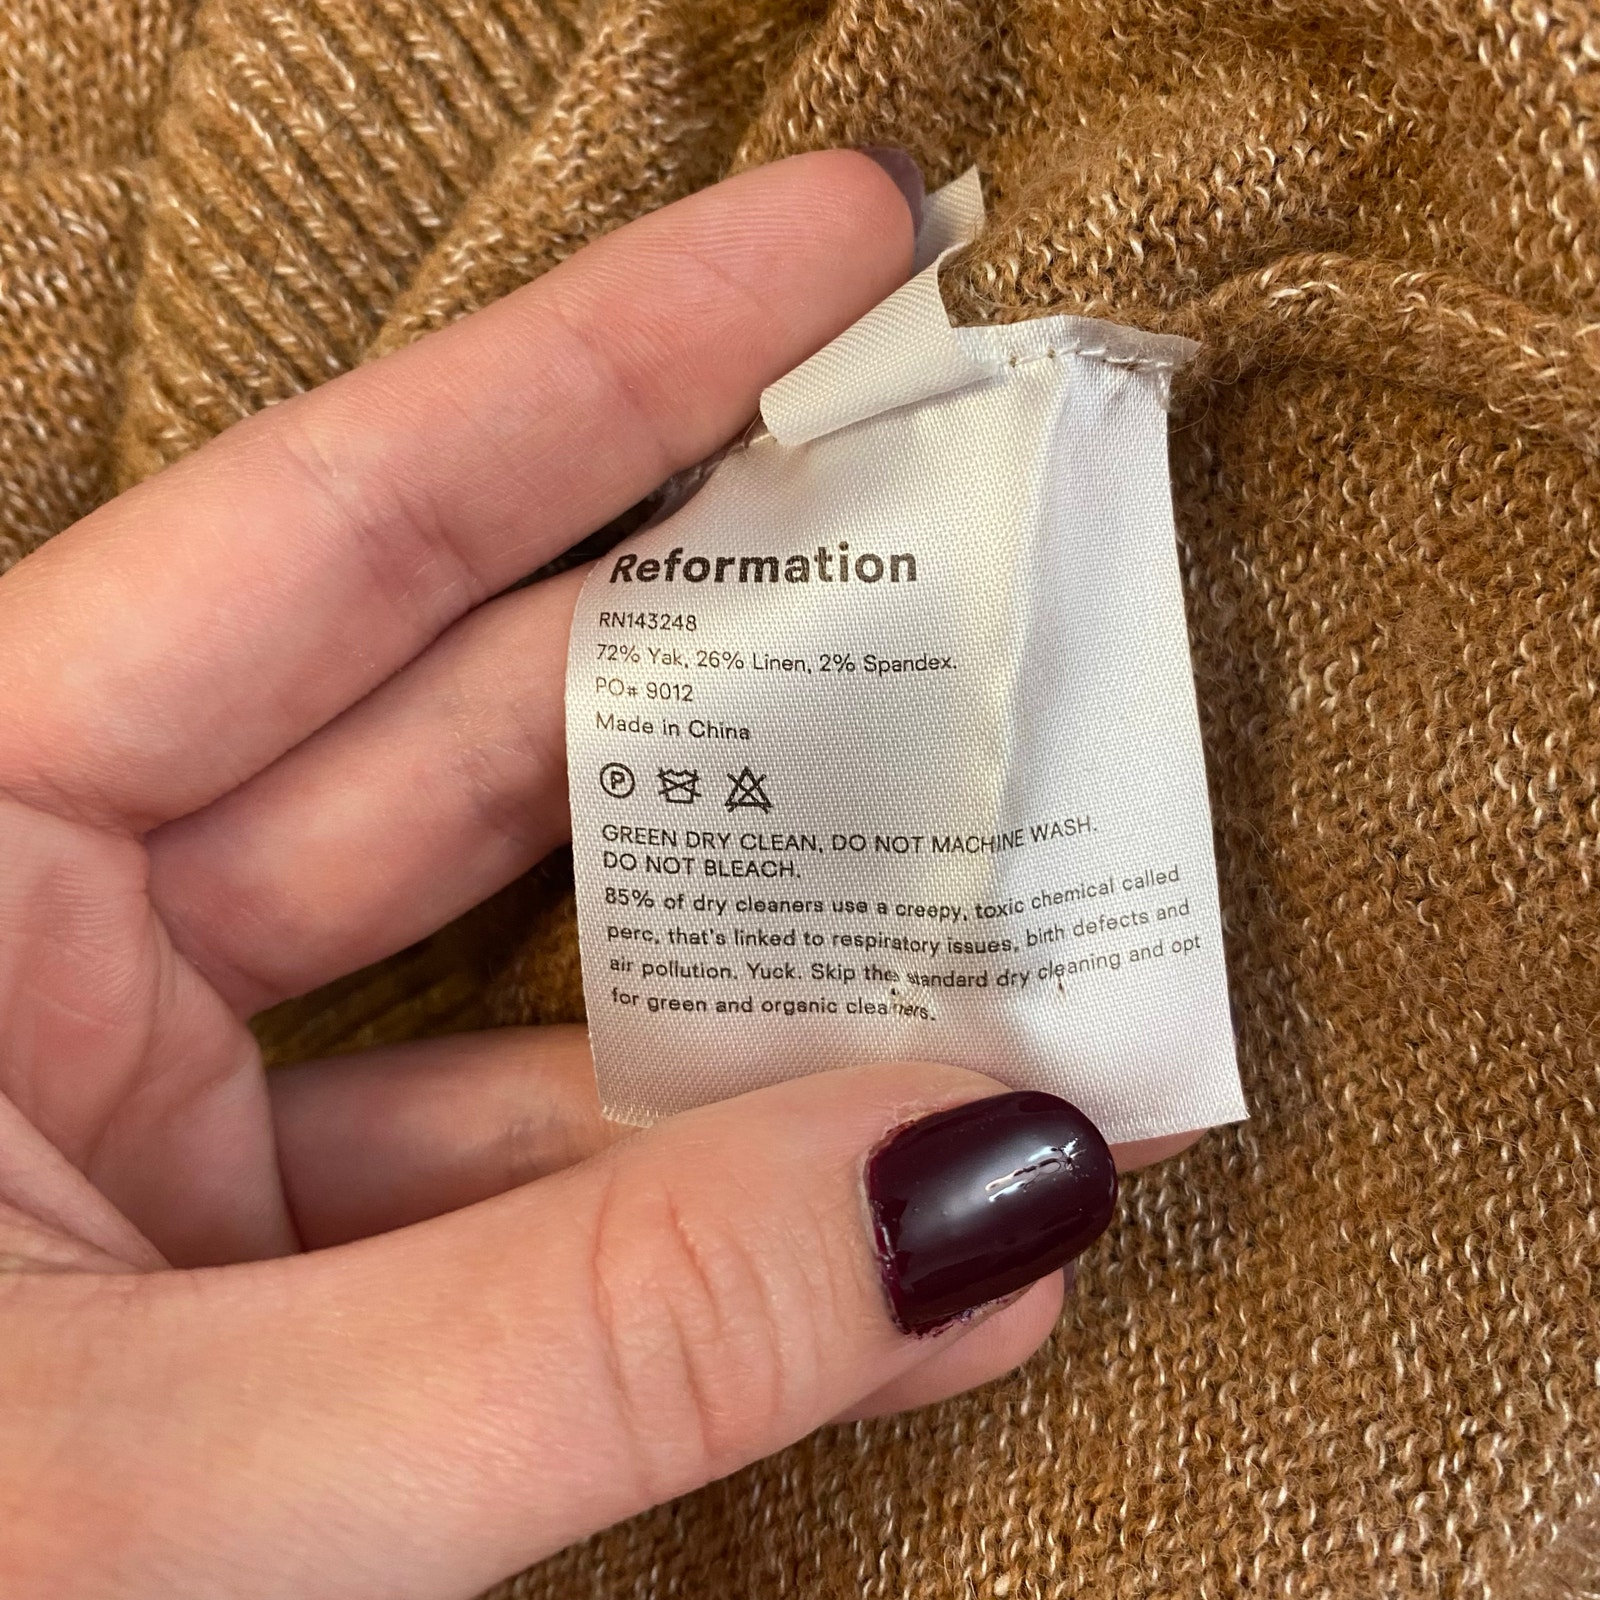 Reformation
RN143248
72% Yak, 26% Linen, 2% Spandex.
PO# 9012
Made in China
P
GREEN DRY CLEAN, DO NOT MACHINE WASH.
DO NOT BLEACH.
85% of dry cleaners use a creepy, toxic chemical called
perc, that's linked to respiratory issues, birth defects and
air pollution. Yuck. Skip the standard dry cleaning and opt
for green and organic cleaners.